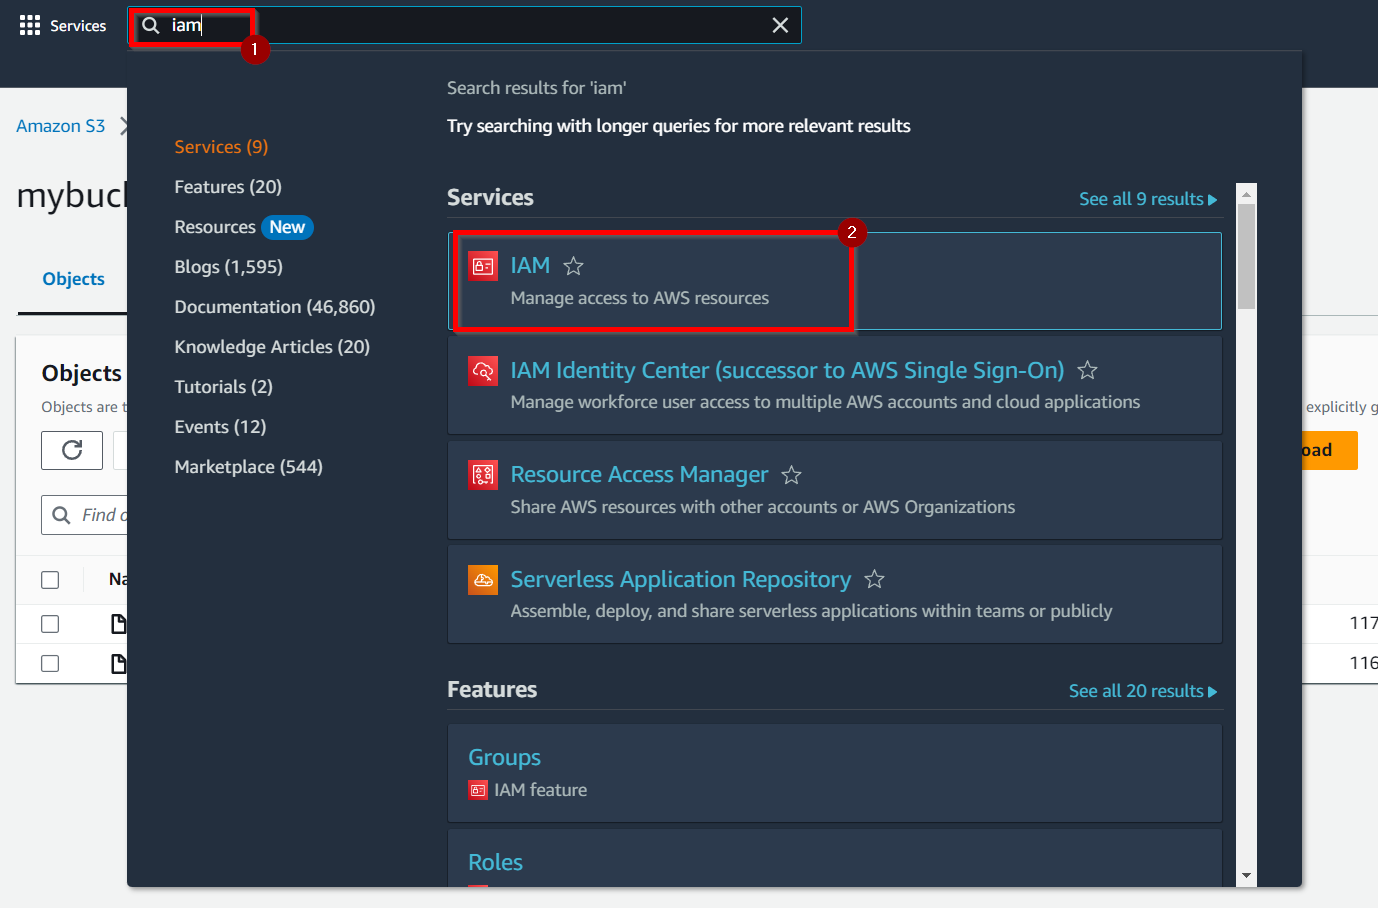 Services
iam
1
Search results for 'iam'
Try searching with longer queries for more relevant results
Amazon S3
Services (9)
Features (20)
Resources New
Blogs (1,595)
Documentation (46,860)
Knowledge Articles (20)
Tutorials (2)
Events (12)
Marketplace (544)
Services
See all 9 results
2
IAM
Manage access to AWS resources
IAM Identity Center (successor to AWS Single Sign-On)
Manage workforce user access to multiple AWS accounts and cloud applications
Resource Access Manager
Share AWS resources with other accounts or AWS Organizations
Serverless Application Repository
Assemble, deploy, and share serverless applications within teams or publicly
Features
See all 20 results
Groups
IAM feature
Roles
mybuc
Objects
Objects
Objects are t
explicitly g
oad
Find o
Na
117
116